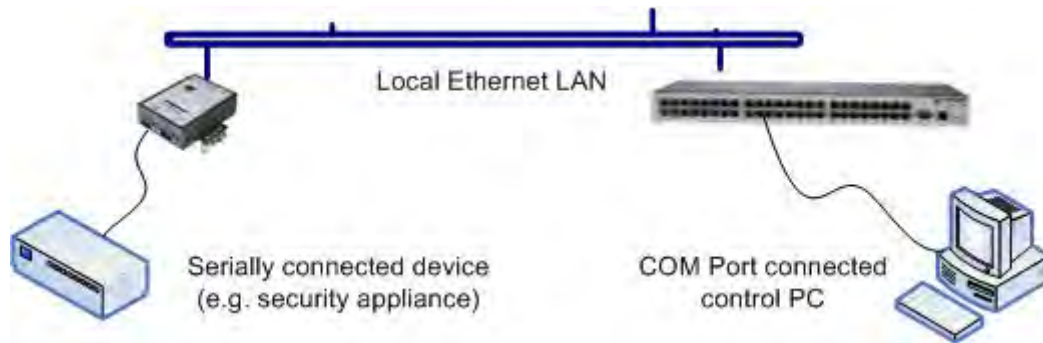 Local Ethernet LAN
Serially connected device
(e.g. security appliance)
COM Port connected
control PC